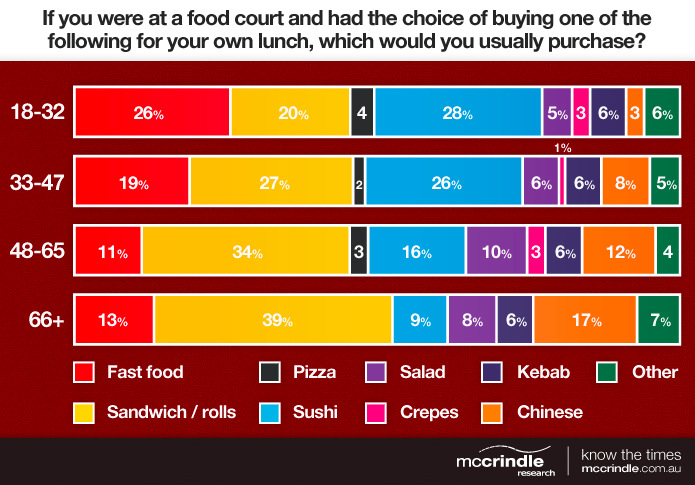 If you were at a food court and had the choice of buying one of the
following for your own lunch, which would you usually purchase?
18-32 26% 20% 4 28% 5% 3 6% 3 6%
1%
33-47 19% 27% 2 26% 6% 6% 8% 5%
48-65 11% 34% 3 16% 10% 3 6% 12% 4
66+ 13% 39% 9% 8% 6% 17% 7%
Fast food Pizza Salad Kebab Other
Sandwich / rolls Sushi Crepes Chinese
mccrindle know the times
research mccrindle.com.au